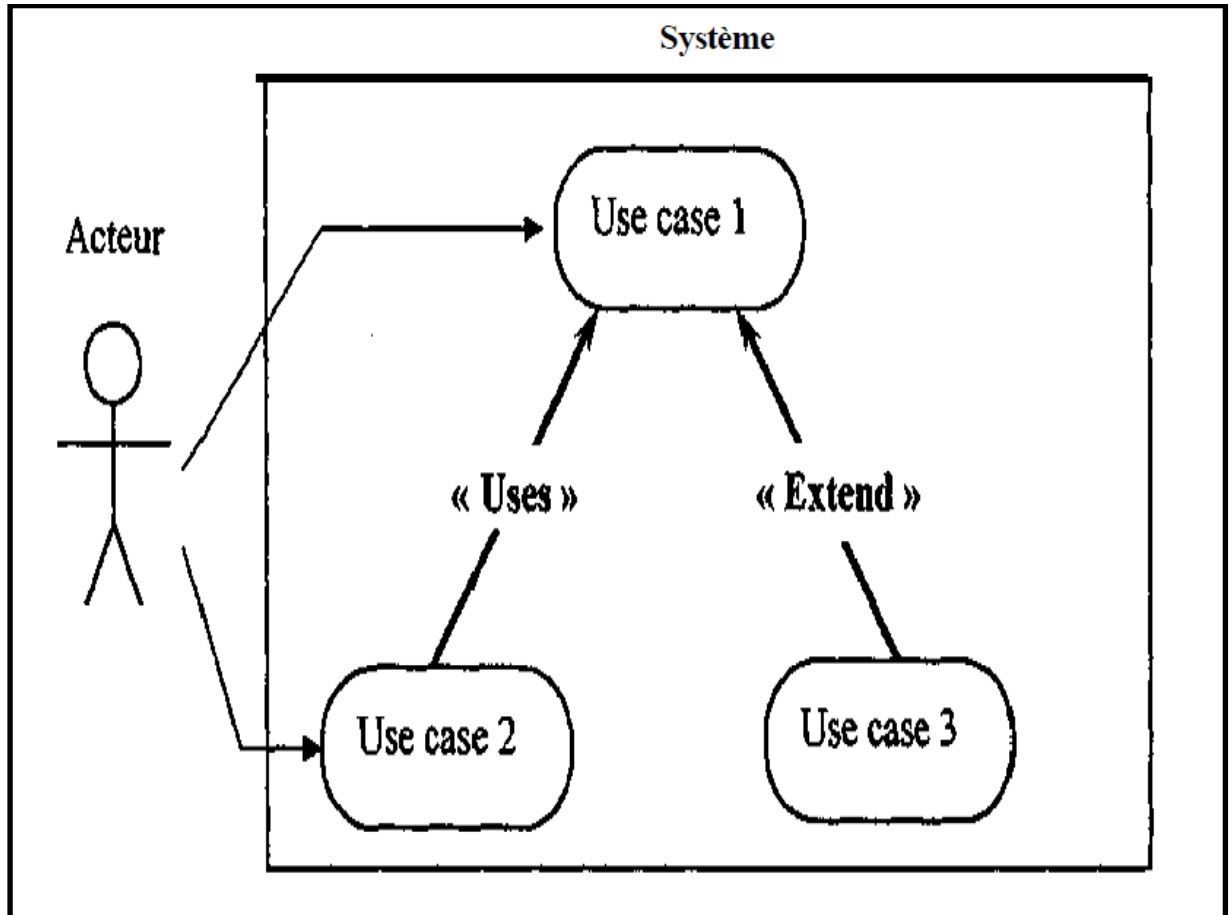 Système
Use case 1
Acteur
« Uses »
« Extend »
Use case 2
Use case 3